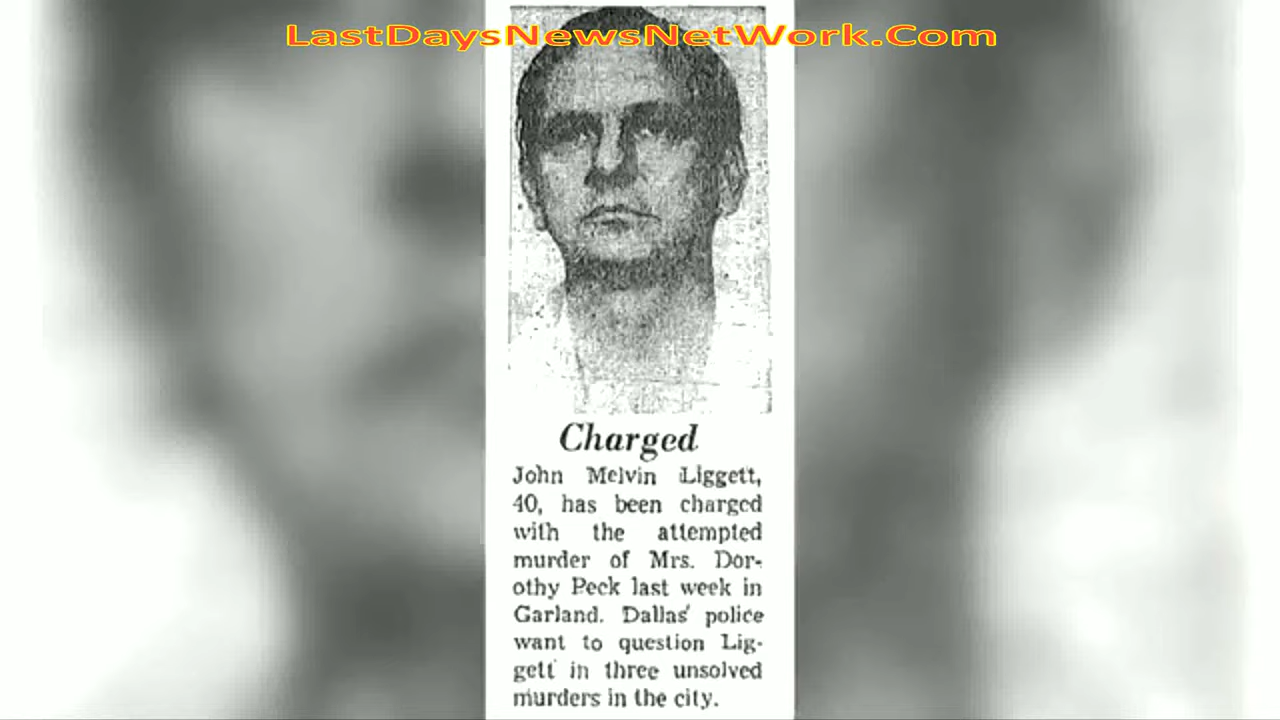 LastDaysNewsNetWork.Com
Charged
John Melvin Liggett,
40, has been charged
with the attempted
murder of Mrs. Dor-
othy Peck last week in
Garland. Dallas' police
want to question Lig-
gett in three unsolved
murders in the city.